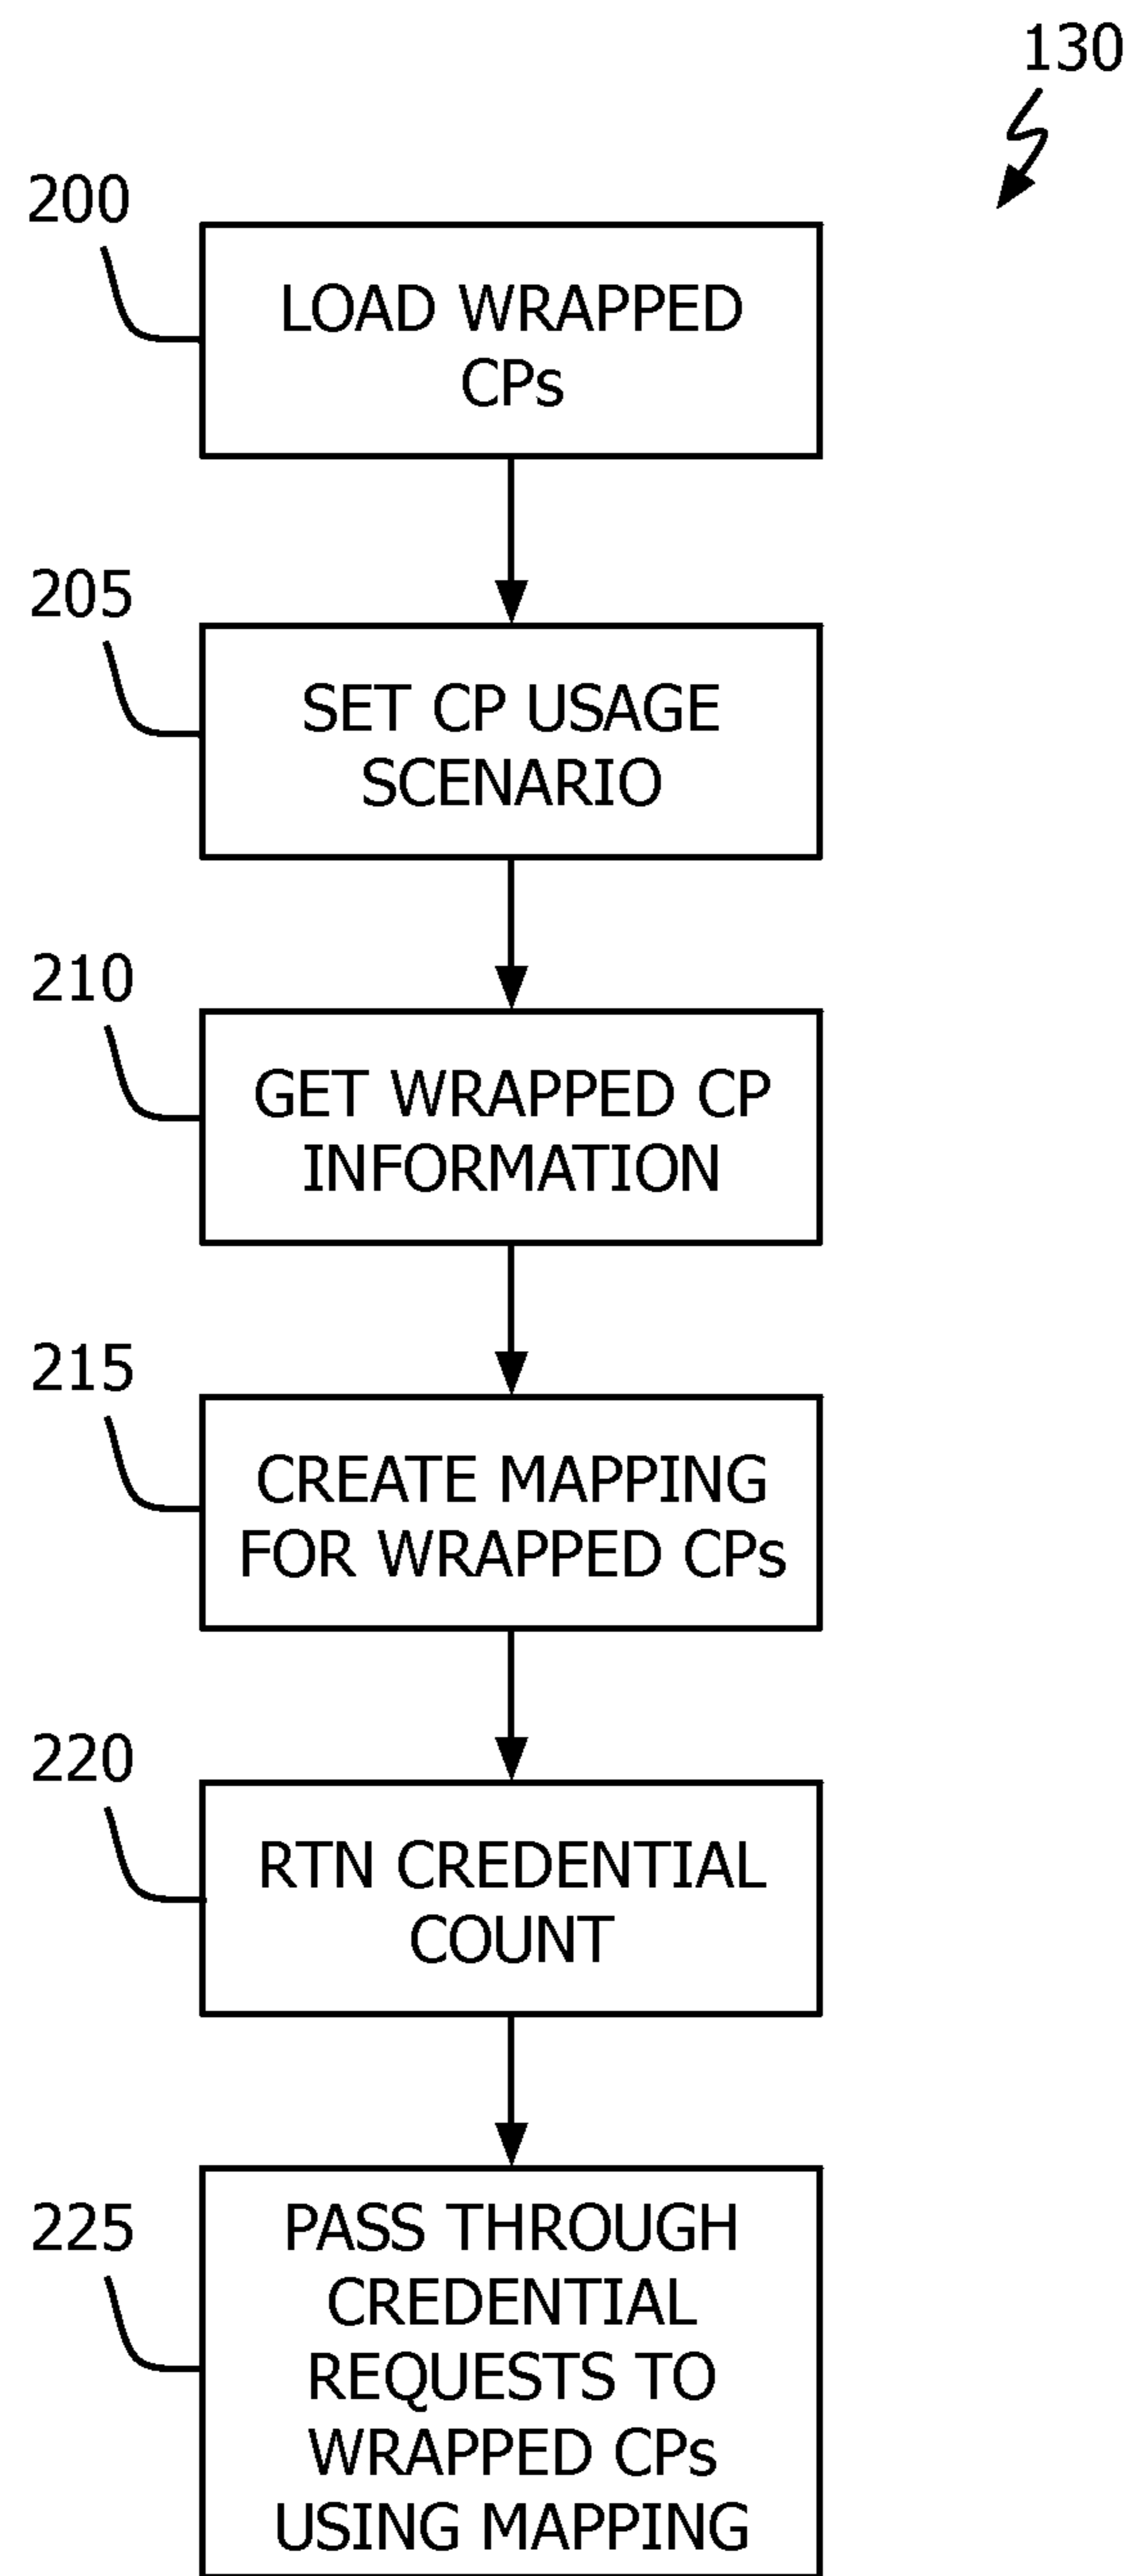 130
200
LOAD WRAPPED
CPs
205
SET CP USAGE
SCENARIO
210
GET WRAPPED CP
INFORMATION
215
CREATE MAPPING
FOR WRAPPED CPs
220
RTN CREDENTIAL
COUNT
225
PASS THROUGH
CREDENTIAL
REQUESTS TO
WRAPPED CPs
USING MAPPING